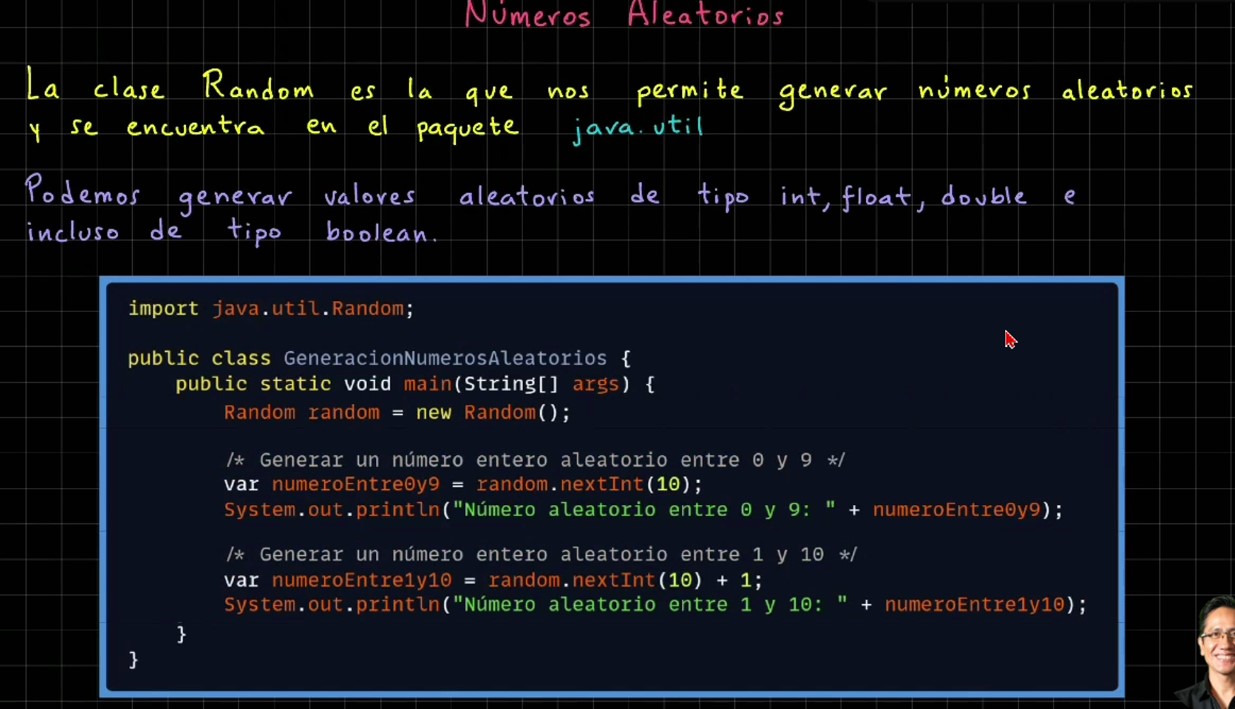 Números Aleatorios
La clase Random es la que nos permite generar números aleatorios
y se encuentra en el paquete java.util
Podemos generar valores aleatorios de tipo int, float, double e
incluso de tipo boolean.
import java.util.Random;
public class GeneracionNumerosAleatorios {
public static void main(String[] args) {
Random random = new Random();
/* Generar un número entero aleatorio entre 0 y 9 */
var numeroEntre0y9 = random.nextInt(10);
System.out.println("Número aleatorio entre 0 y 9: " + numeroEntre0y9);
/* Generar un número entero aleatorio entre 1 y 10 */
var numeroEntre1y10 = random.nextInt(10) + 1;
System.out.println("Número aleatorio entre 1 y 10: " + numeroEntre1y10);
}
}